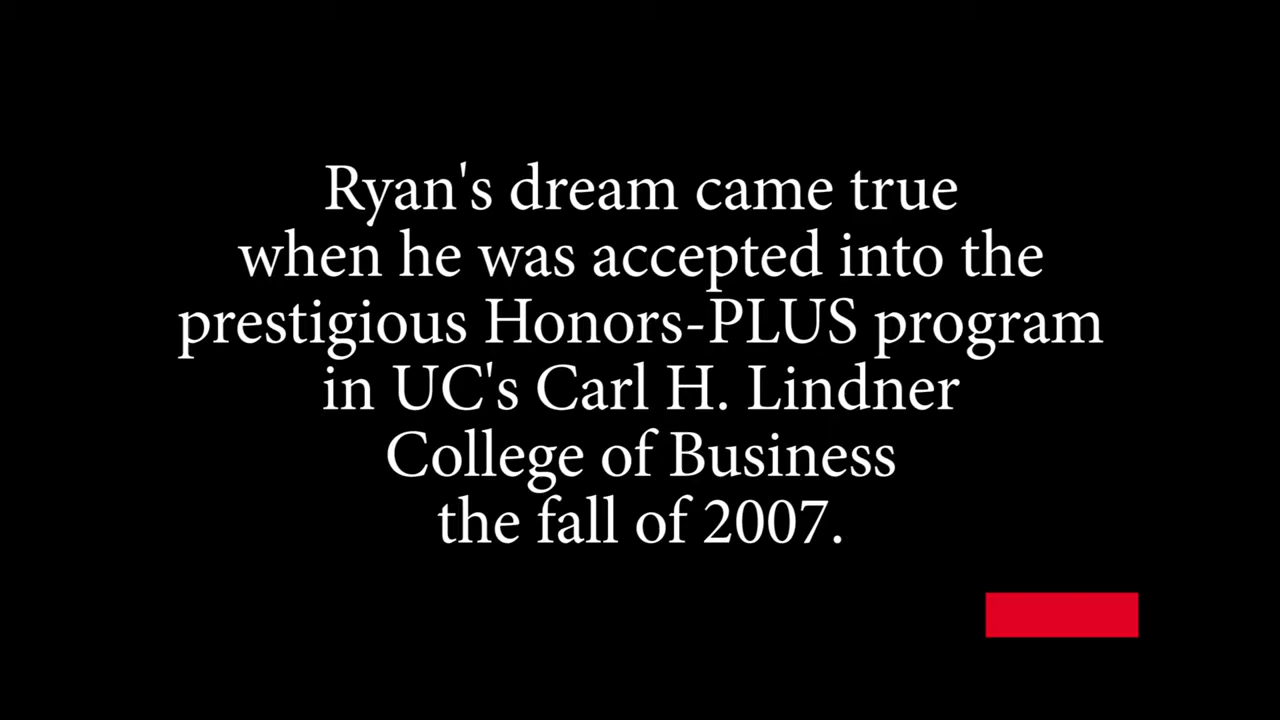 Ryan's dream came true
when he was accepted into the
prestigious Honors-PLUS program
in UC's Carl H. Lindner
College of Business
the fall of 2007.